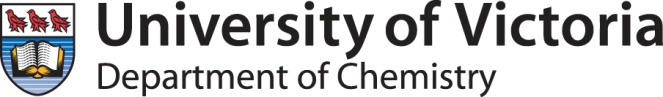 University of Victoria
Department of Chemistry